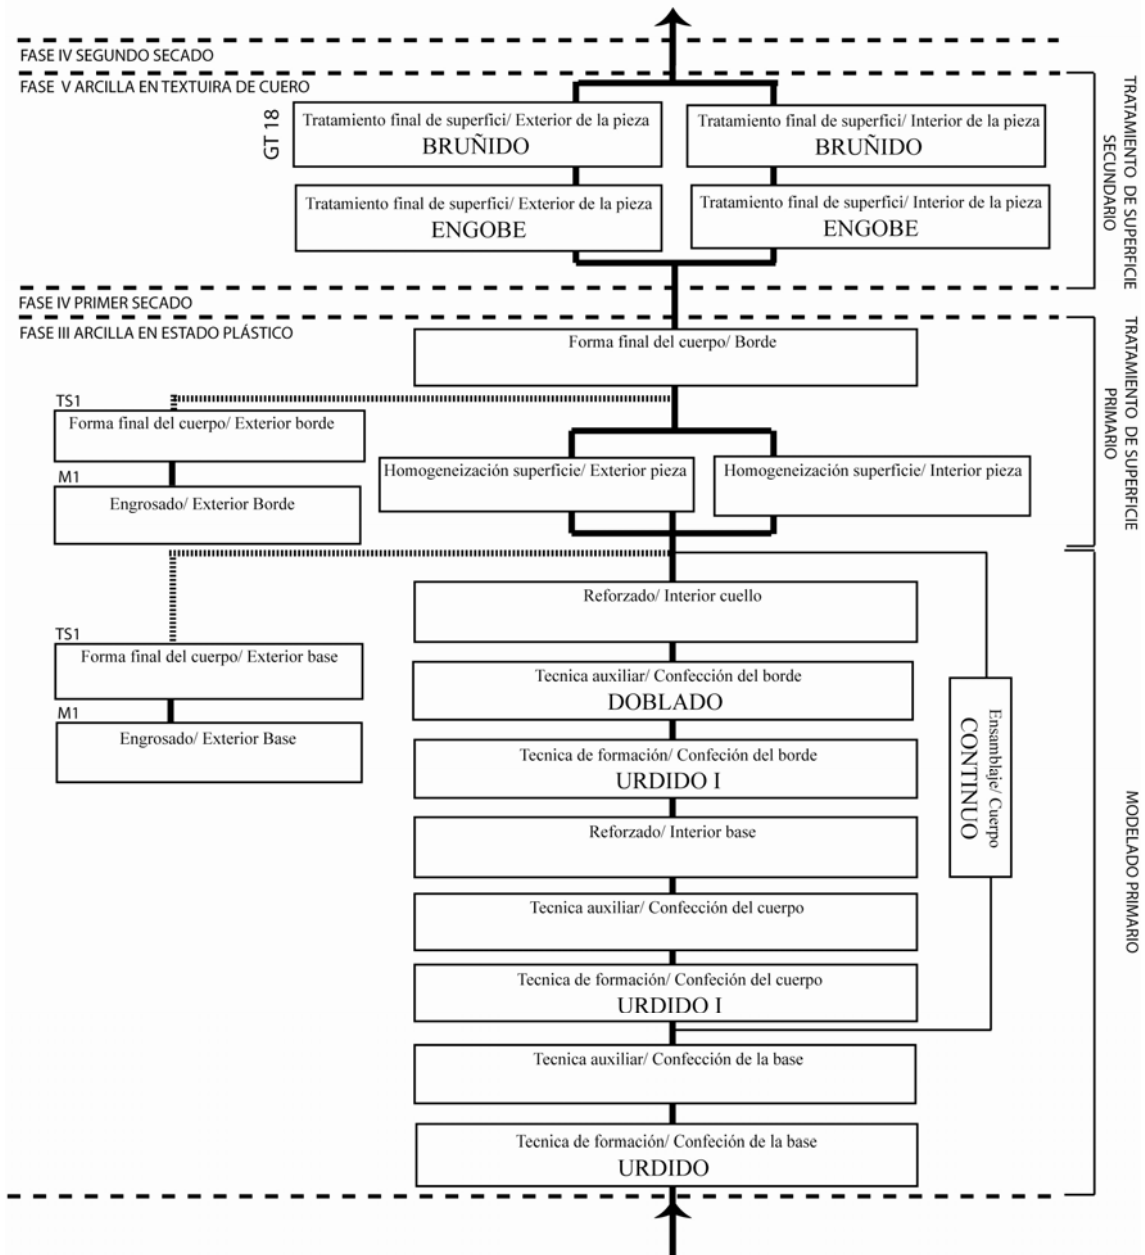 FASE IV SEGUNDO SECADO
FASE V ARCILLA EN TEXTUIRA DE CUERO
GT 18
Tratamiento final de superfici/ Exterior de la pieza
BRUÑIDO
Tratamiento final de superfici/ Interior de la pieza
BRUÑIDO
Tratamiento final de superfici/ Exterior de la pieza
ENGOBE
Tratamiento final de superfici/ Interior de la pieza
ENGOBE
TRATAMIENTO DE SUPERFICIE
SECUNDARIO
FASE IV PRIMER SECADO
FASE III ARCILLA EN ESTADO PLÁSTICO
Forma final del cuerpo/ Borde
TS1
Forma final del cuerpo/ Exterior borde
M1
Engrosado/ Exterior Borde
Homogeneización superficie/ Exterior pieza
Homogeneización superficie/ Interior pieza
TRATAMIENTO DE SUPERFICIE
PRIMARIO
TS1
Forma final del cuerpo/ Exterior base
M1
Engrosado/ Exterior Base
Reforzado/ Interior cuello
Tecnica auxiliar/ Confección del borde
DOBLADO
Tecnica de formación/ Confeción del borde
URDIDO I
Reforzado/ Interior base
Tecnica auxiliar/ Confección del cuerpo
Tecnica de formación/ Confeción del cuerpo
URDIDO I
Tecnica auxiliar/ Confección de la base
Tecnica de formación/ Confeción de la base
URDIDO
Ensamblaje/ Cuerpo
CONTINUO
MODELADO PRIMARIO